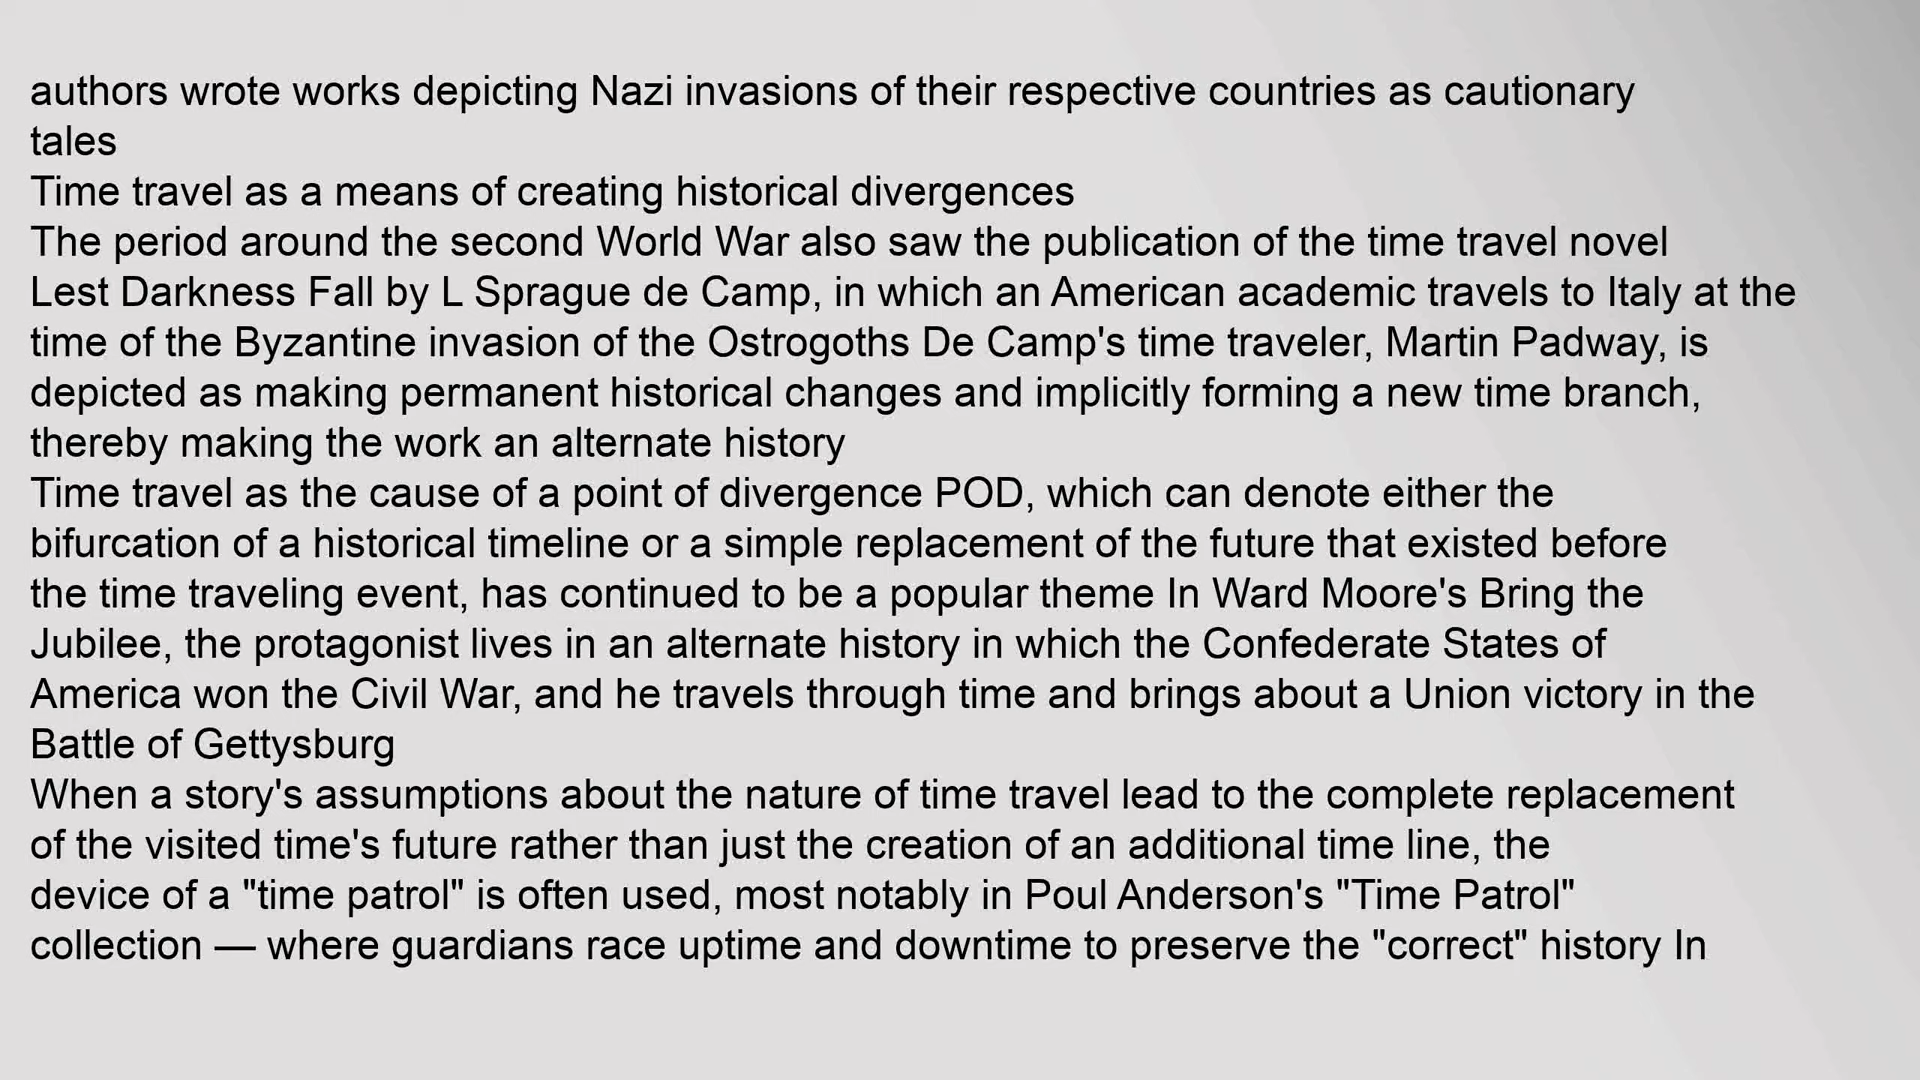 authors wrote works depicting Nazi invasions of their respective countries as cautionary
tales
Time travel as a means of creating historical divergences
The period around the second World War also saw the publication of the time travel novel
Lest Darkness Fall by L Sprague de Camp, in which an American academic travels to Italy at the
time of the Byzantine invasion of the Ostrogoths De Camp's time traveler, Martin Padway, is
depicted as making permanent historical changes and implicitly forming a new time branch,
thereby making the work an alternate history
Time travel as the cause of a point of divergence POD, which can denote either the
bifurcation of a historical timeline or a simple replacement of the future that existed before
the time traveling event, has continued to be a popular theme In Ward Moore's Bring the
Jubilee, the protagonist lives in an alternate history in which the Confederate States of
America won the Civil War, and he travels through time and brings about a Union victory in the
Battle of Gettysburg
When a story's assumptions about the nature of time travel lead to the complete replacement
of the visited time's future rather than just the creation of an additional time line, the
device of a "time patrol" is often used, most notably in Poul Anderson's "Time Patrol"
collection — where guardians race uptime and downtime to preserve the "correct" history In